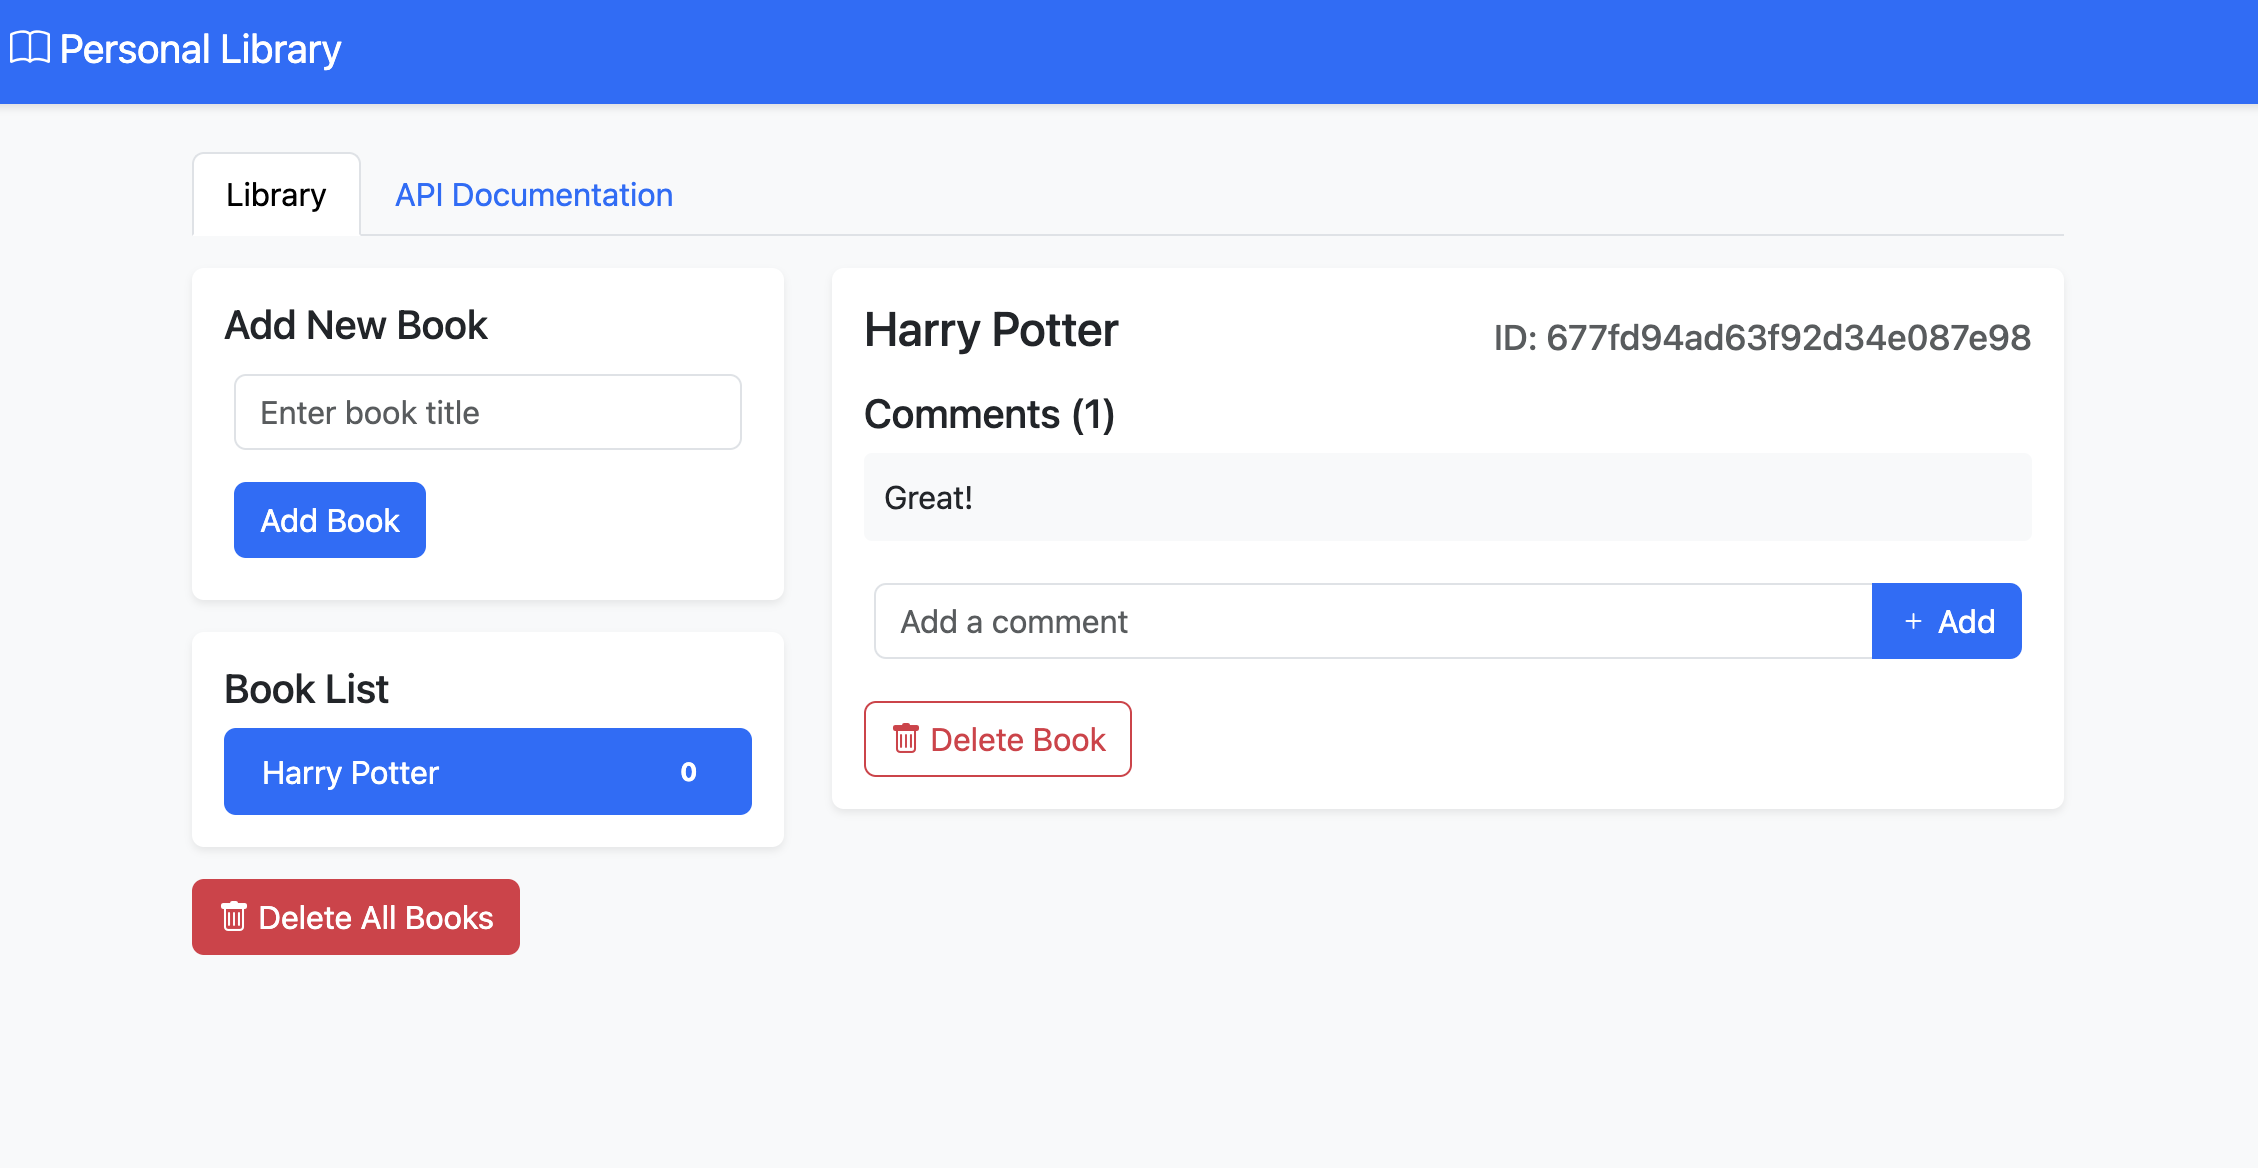 Personal Library
Library
API Documentation
Add New Book
Enter book title
Add Book
Book List
Harry Potter 0
Delete All Books
Harry Potter
ID: 677fd94ad63f92d34e087e98
Comments (1)
Great!
Add a comment
+ Add
Delete Book